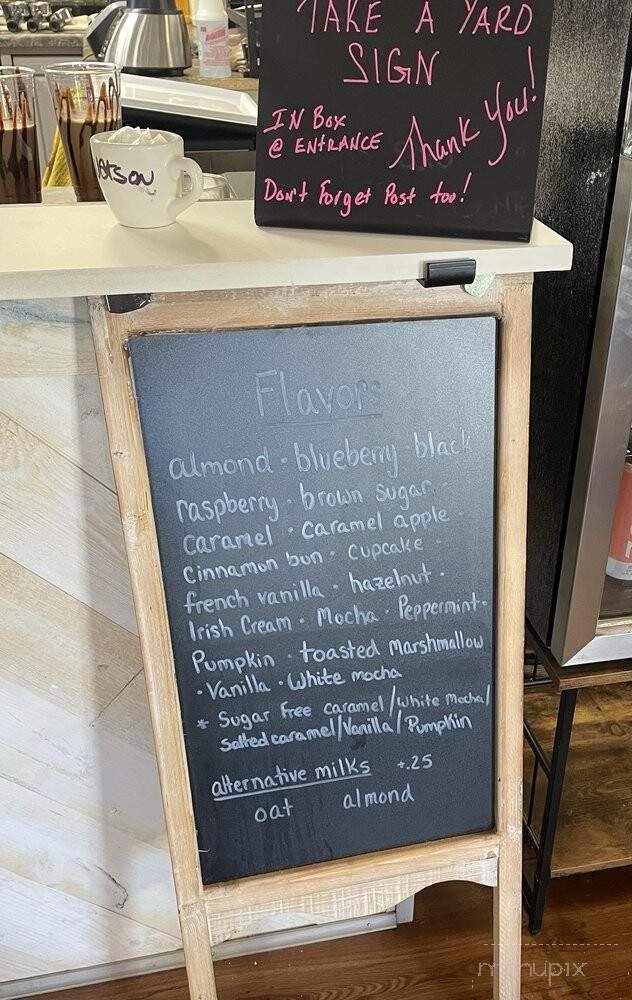 TAKE A YARD
SIGN
IN Box
@ ENTRANCE
Thank You!
Don't Forget Post too!
Flavors
almond · blueberry black
raspberry · brown sugar ·
caramel · caramel apple ·
cinnamon bun · cupcake ·
french vanilla · hazelnut ·
Irish Cream · Mocha · Peppermint ·
Pumpkin · toasted marshmallow
· Vanilla · White mocha
* Sugar Free caramel/White Mocha/
Salted caramel/Vanilla/Pumpkin
alternative milks +.25
oat almond
menupix